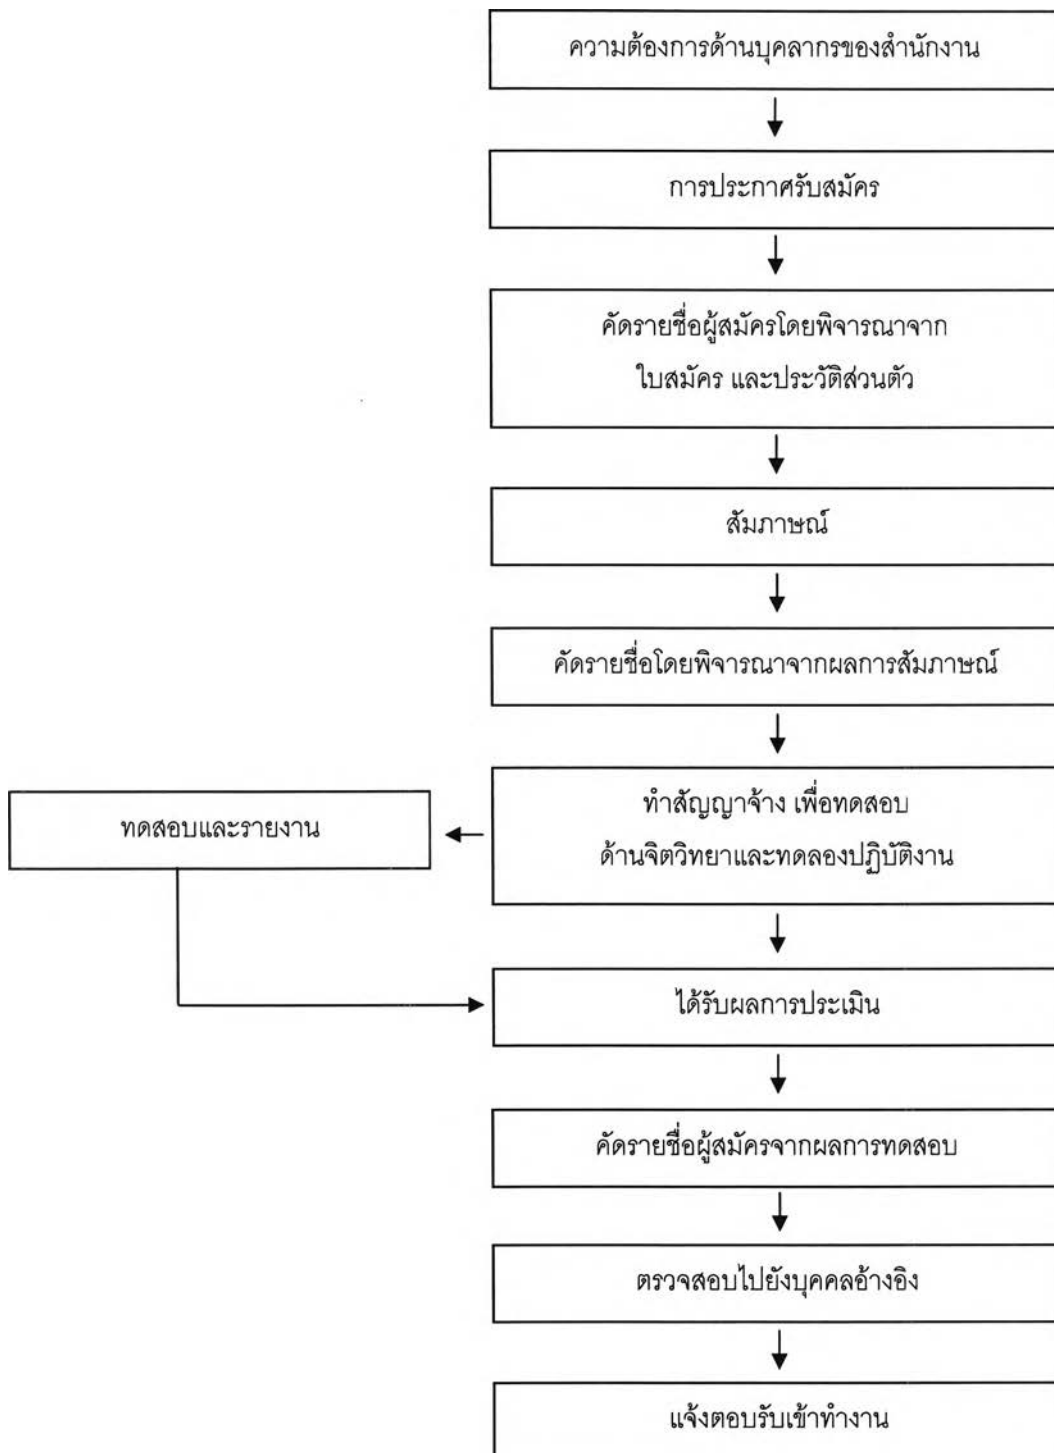 ความต้องการด้านบุคลากรของสำนักงาน
การประกาศรับสมัคร
คัดรายชื่อผู้สมัครโดยพิจารณาจาก
ใบสมัคร และประวัติส่วนตัว
สัมภาษณ์
คัดรายชื่อโดยพิจารณาจากผลการสัมภาษณ์
ทำสัญญาจ้าง เพื่อทดสอบ
ด้านจิตวิทยาและทดลองปฏิบัติงาน
ทดสอบและรายงาน
ได้รับผลการประเมิน
คัดรายชื่อผู้สมัครจากผลการทดสอบ
ตรวจสอบไปยังบุคคลอ้างอิง
แจ้งตอบรับเข้าทำงาน